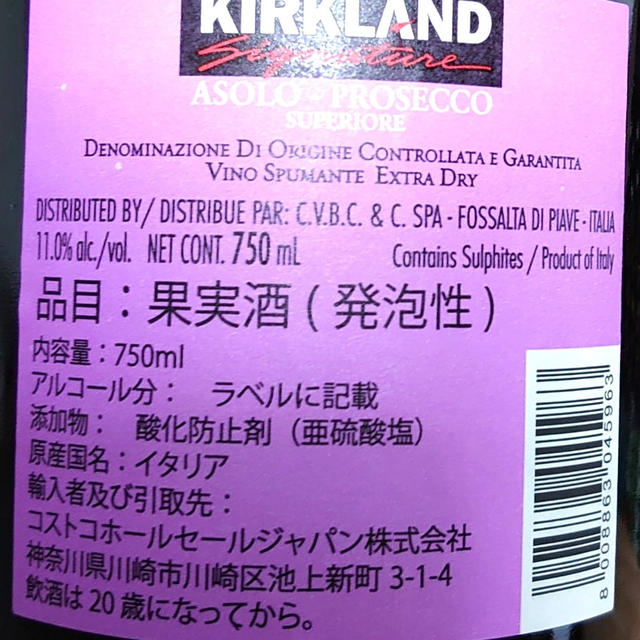 KIRKLAND
Signature
ASOLO - PROSECCO
SUPERIORE
DENOMINAZIONE DI ORIGINE CONTROLLATA E GARANTITA
VINO SPUMANTE EXTRA DRY
DISTRIBUTED BY/ DISTRIBUE PAR: C.V.B.C. & C. SPA - FOSSALTA DI PIAVE - ITALIA
11.0% alc./vol. NET CONT. 750 mL Contains Sulphites / Product of Italy
品目：果実酒 ( 発泡性 )
内容量：750ml
アルコール分： ラベルに記載
添加物： 酸化防止剤（亜硫酸塩）
原産国名：イタリア
輸入者及び引取先：
コストコホールセールジャパン株式会社
神奈川県川崎市川崎区池上新町 3-1-4
飲酒は 20 歳になってから。
8 008863 045963